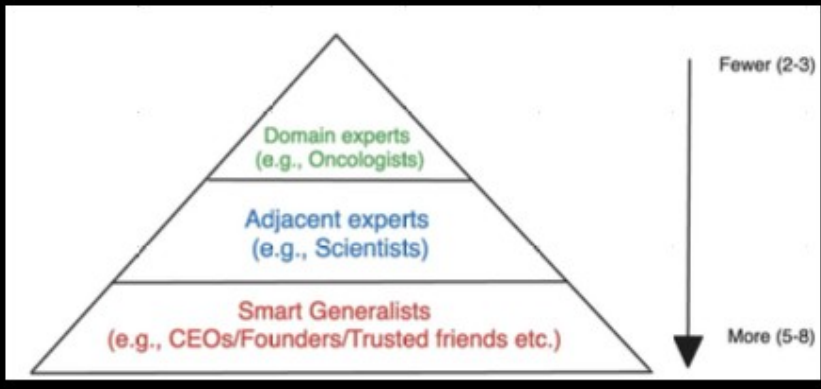 Fewer (2-3)
Domain experts
(e.g., Oncologists)
Adjacent experts
(e.g., Scientists)
Smart Generalists
(e.g., CEOs/Founders/Trusted friends etc.)
More (5-8)